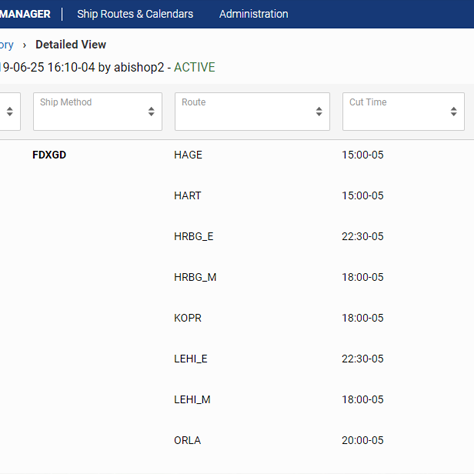 MANAGER | Ship Routes & Calendars Administration
ory › Detailed View
19-06-25 16:10-04 by abishop2 - ACTIVE
Ship Method Route Cut Time
FDXGD HAGE 15:00-05
HART 15:00-05
HRBG_E 22:30-05
HRBG_M 18:00-05
KOPR 18:00-05
LEHI_E 22:30-05
LEHI_M 18:00-05
ORLA 20:00-05